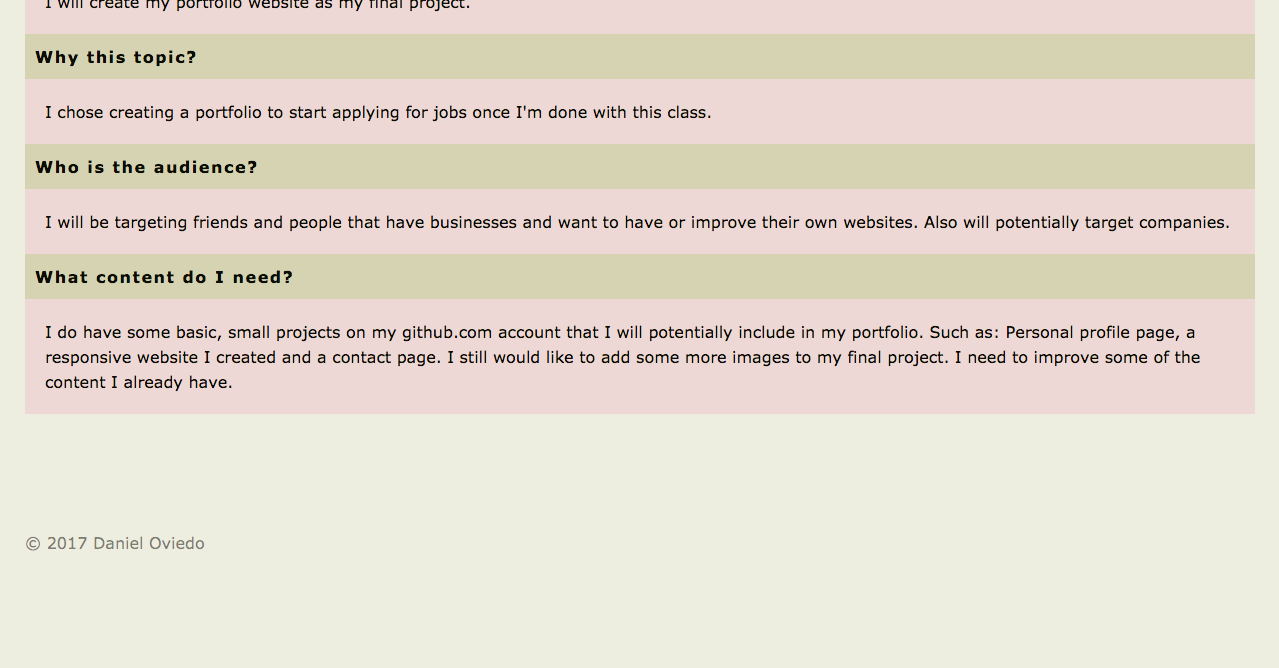 I will create my portfolio website as my final project.
Why this topic?
I chose creating a portfolio to start applying for jobs once I'm done with this class.
Who is the audience?
I will be targeting friends and people that have businesses and want to have or improve their own websites. Also will potentially target companies.
What content do I need?
I do have some basic, small projects on my github.com account that I will potentially include in my portfolio. Such as: Personal profile page, a
responsive website I created and a contact page. I still would like to add some more images to my final project. I need to improve some of the
content I already have.
© 2017 Daniel Oviedo